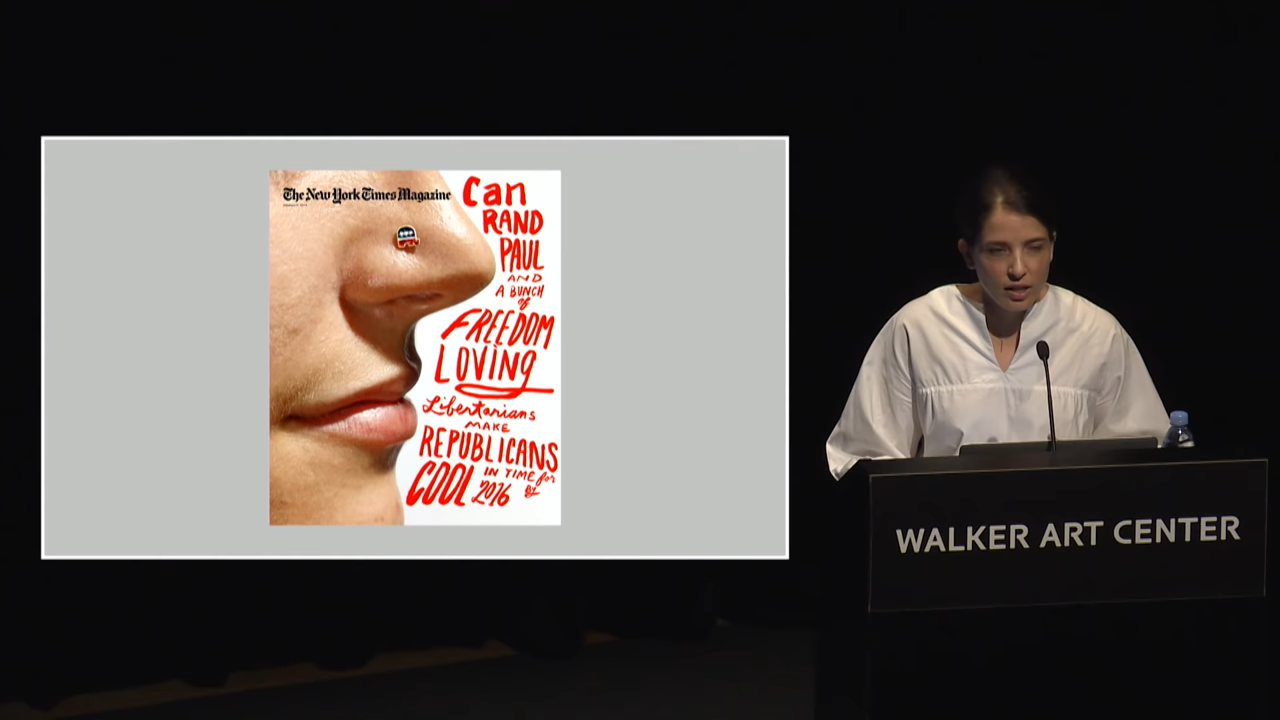 The New York Times Magazine
Can
RAND
PAUL
AND
A BUNCH
of
FREEDOM
LOVING
Libertarians
MAKE
REPUBLICANS
COOL
IN TIME for
2016
By
WALKER ART CENTER